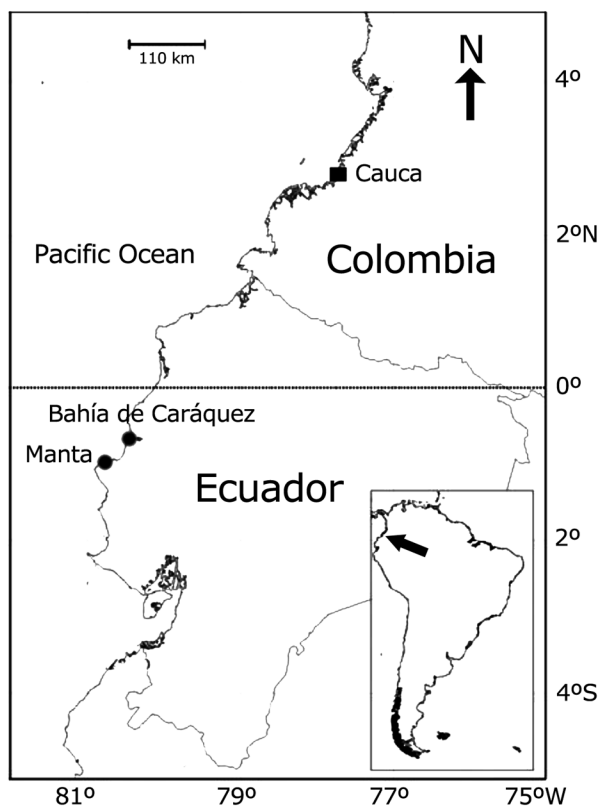 110 km
N
4º
Cauca
2ºN
Pacific Ocean
Colombia
0º
Bahía de Caráquez
Manta
Ecuador
2º
4ºS
81º 79º 77º 75ºW